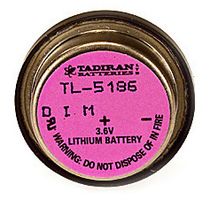 TADIRAN
BATTERIES
TL-5186
D I M
+ -
3.6V
LITHIUM BATTERY
WARNING: DO NOT DISPOSE OF IN FIRE